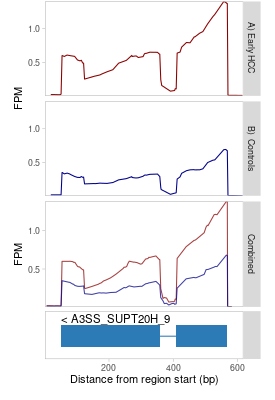 1.0
0.5
A) Early HCC
FPM
1.0
0.5
B) Controls
1.0
0.5
Combined
FPM
< A3SS_SUPT20H_9
200 400 600
Distance from region start (bp)